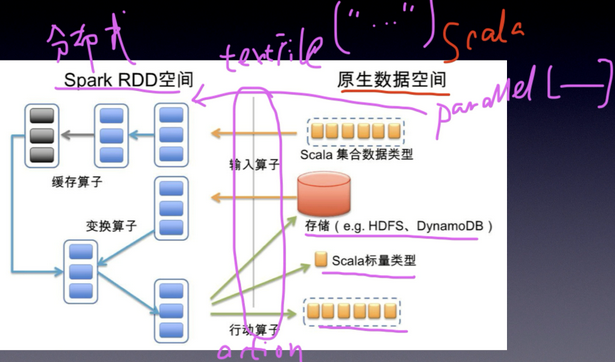 分布式
textFile("...") Scala
Spark RDD空间
原生数据空间
parallel[—]
输入算子
Scala 集合数据类型
缓存算子
变换算子
存储(e.g. HDFS、DynamoDB)
Scala标量类型
行动算子
action